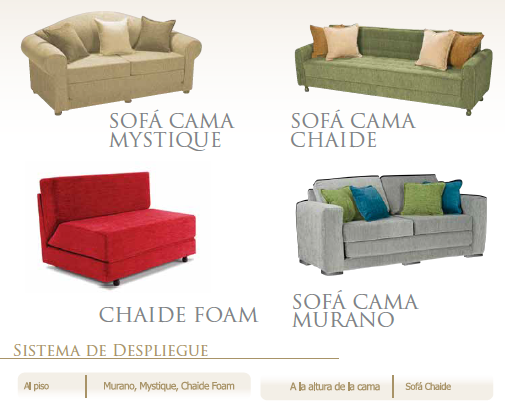 SOFÁ CAMA
MYSTIQUE
SOFÁ CAMA
CHAIDE
CHAIDE FOAM
SOFÁ CAMA
MURANO
SISTEMA DE DESPLIEGUE
Al piso
Murano, Mystique, Chaide Foam
A la altura de la cama
Sofá Chaide